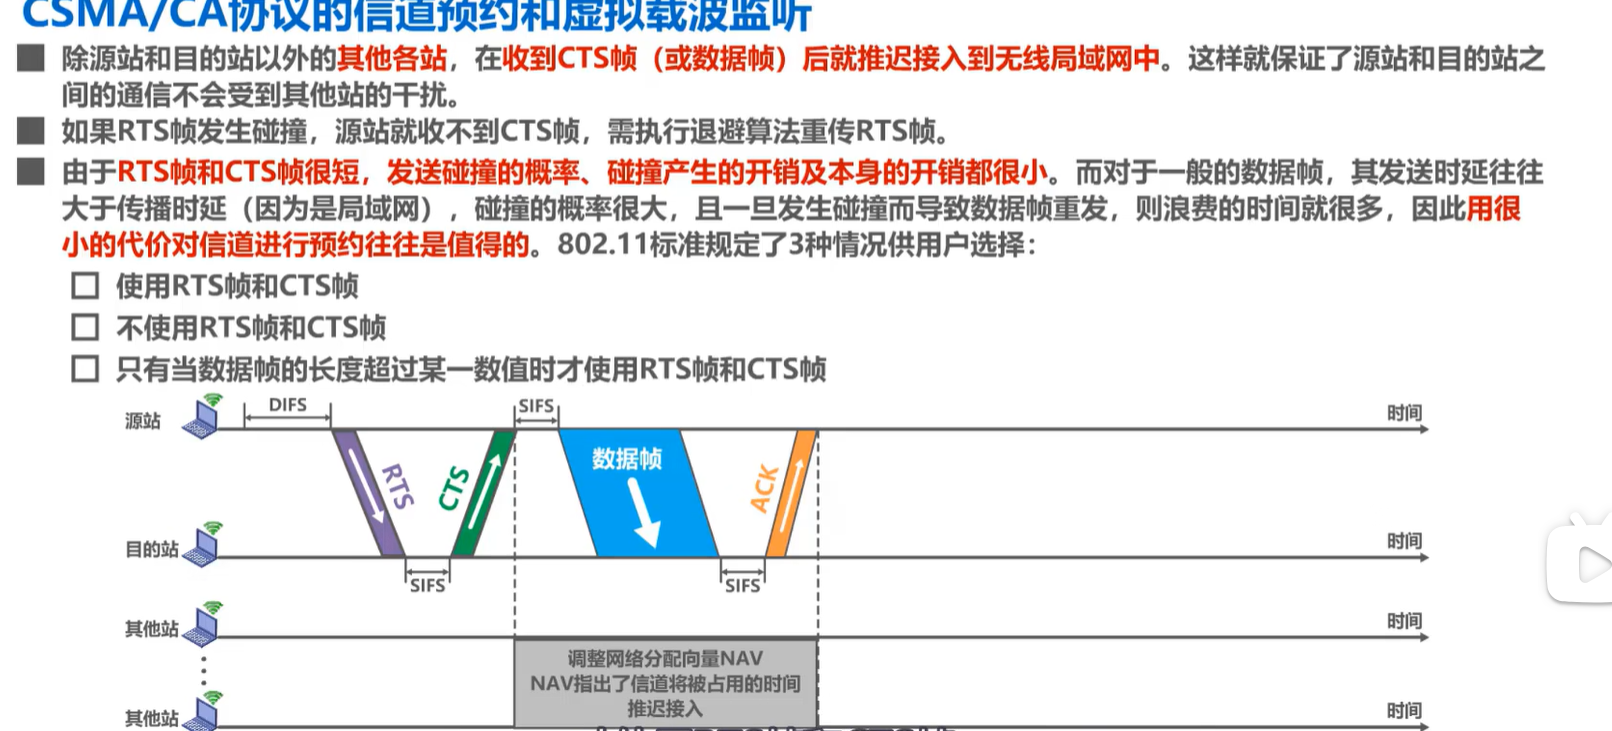 CSMA/CA协议的信道预约和虚拟载波监听
除源站和目的站以外的其他各站，在收到CTS帧（或数据帧）后就推迟接入到无线局域网中。这样就保证了源站和目的站之
间的通信不会受到其他站的干扰。
如果RTS帧发生碰撞，源站就收不到CTS帧，需执行退避算法重传RTS帧。
由于RTS帧和CTS帧很短，发送碰撞的概率、碰撞产生的开销及本身的开销都很小。而对于一般的数据帧，其发送时延往往
大于传播时延（因为是局域网），碰撞的概率很大，且一旦发生碰撞而导致数据帧重发，则浪费的时间就很多，因此用很
小的代价对信道进行预约往往是值得的。802.11标准规定了3种情况供用户选择：
使用RTS帧和CTS帧
不使用RTS帧和CTS帧
只有当数据帧的长度超过某一数值时才使用RTS帧和CTS帧
DIFS
SIFS
源站
时间
数据帧
RTS
CTS
ACK
目的站
时间
SIFS
SIFS
其他站
时间
调整网络分配向量NAV
NAV指出了信道将被占用的时间
推迟接入
其他站
时间